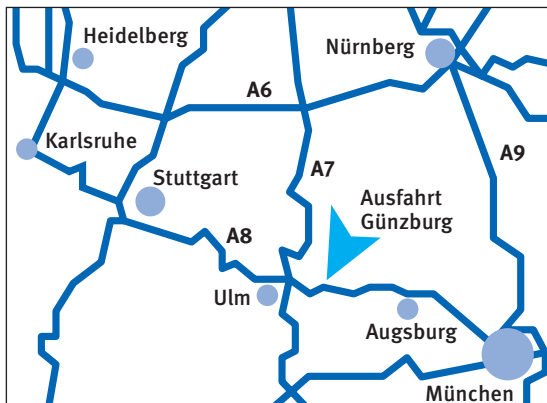 Heidelberg
Nürnberg
A6
Karlsruhe
A9
A7
Stuttgart
Ausfahrt
Günzburg
A8
Ulm
Augsburg
München